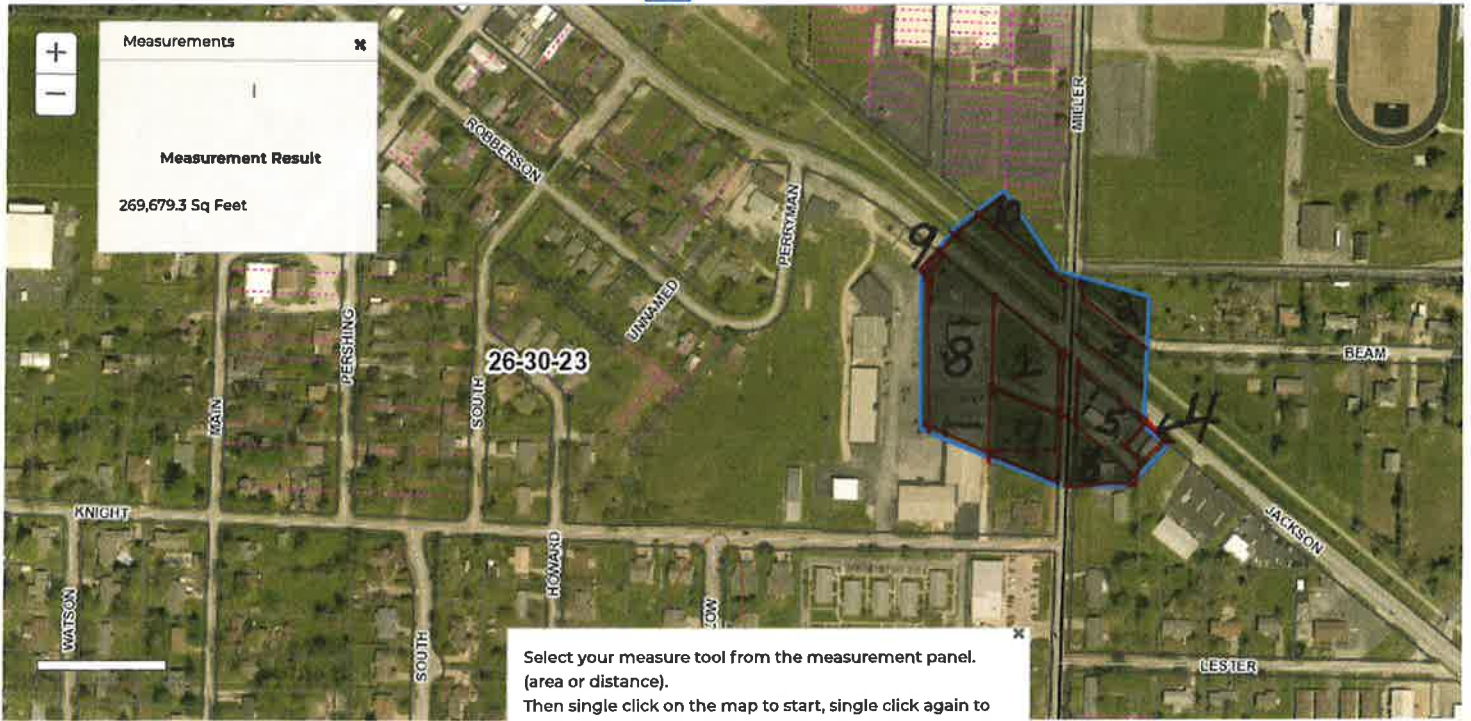 +
−
Measurements
Measurement Result
269,679.3 Sq Feet
ROBBERSON
PERRYMAN
UNNAMED
MILLER
MAIN
PERSHING
SOUTH
26-30-23
BEAM
9
10
8
3
5
4
KNIGHT
WATSON
SOUTH
HOWARD
LOW
JACKSON
LESTER
Select your measure tool from the measurement panel.
(area or distance).
Then single click on the map to start, single click again to